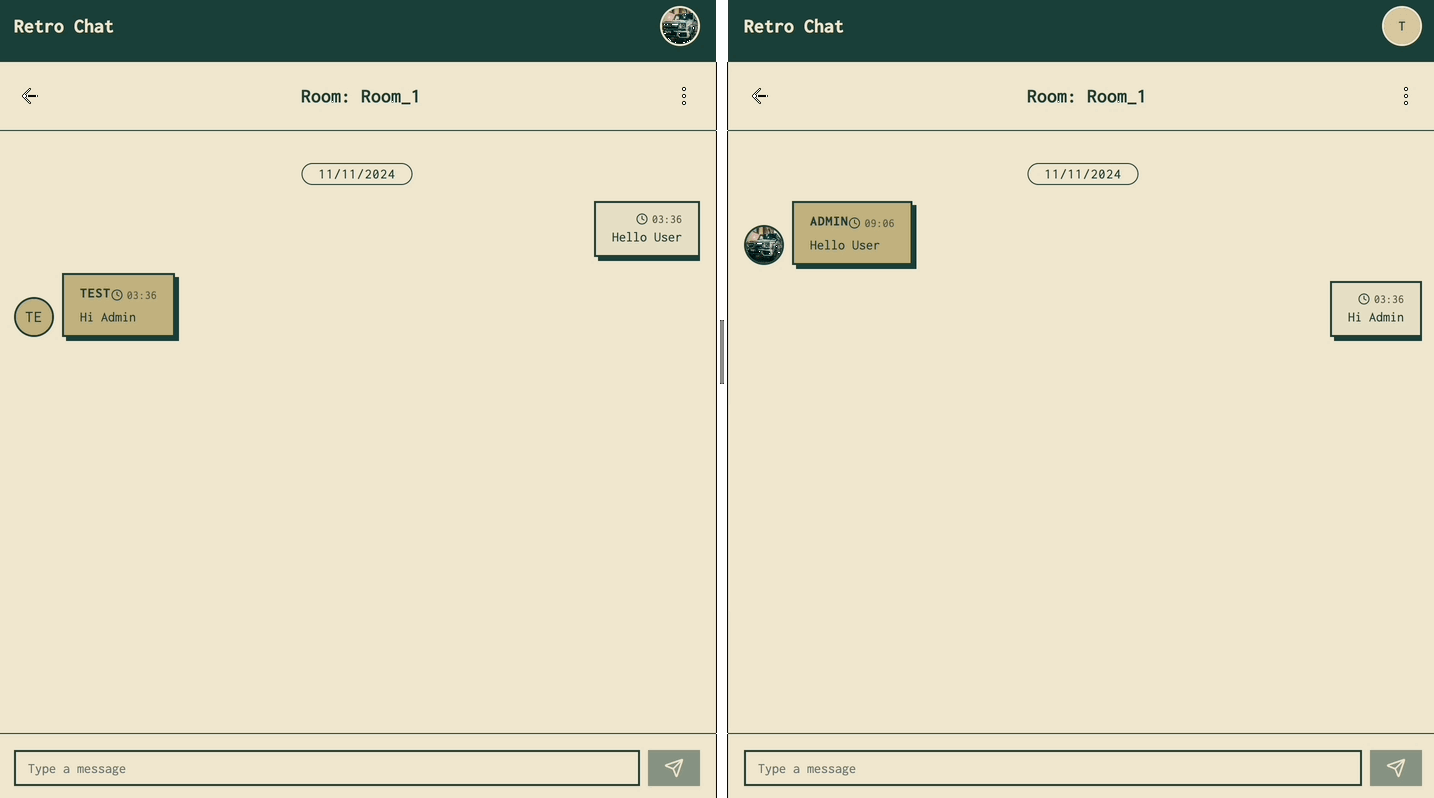 Retro Chat
Room: Room_1
11/11/2024
03:36
Hello User
TEST 03:36
TE
Hi Admin
Type a message
Retro Chat
T
Room: Room_1
11/11/2024
ADMIN 09:06
Hello User
03:36
Hi Admin
Type a message